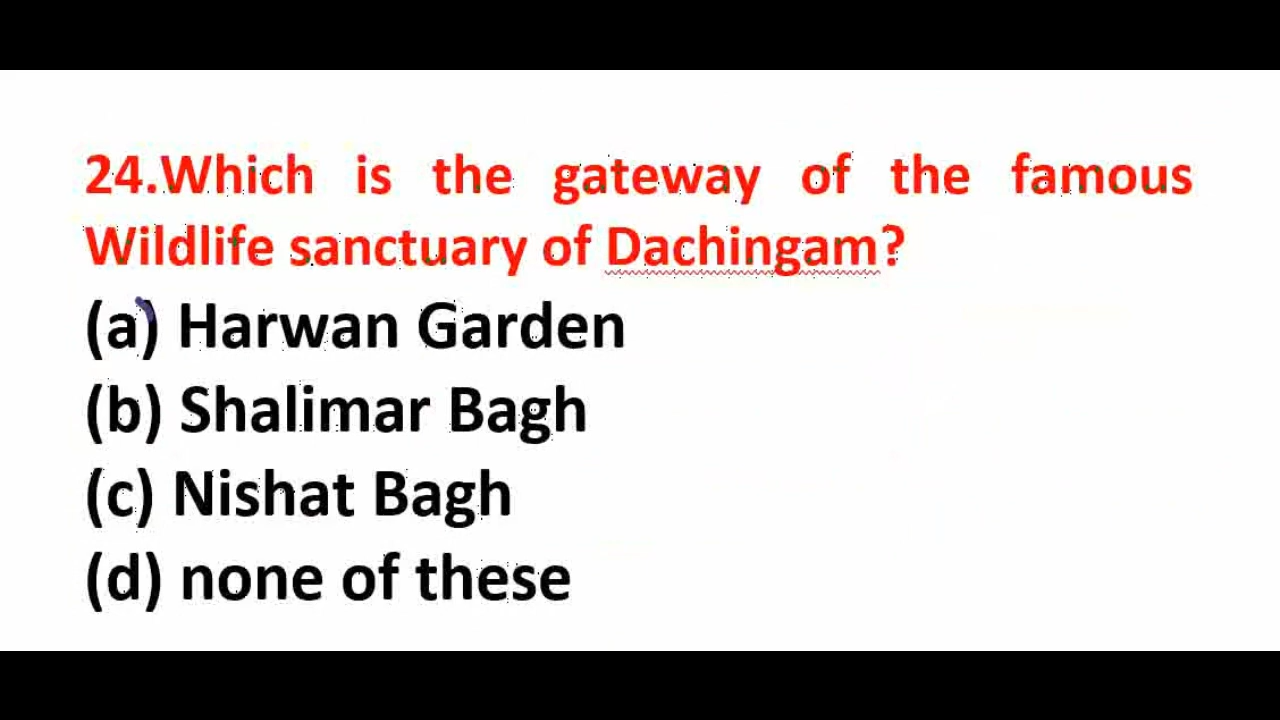 24.Which is the gateway of the famous
Wildlife sanctuary of Dachingam?
(a) Harwan Garden
(b) Shalimar Bagh
(c) Nishat Bagh
(d) none of these